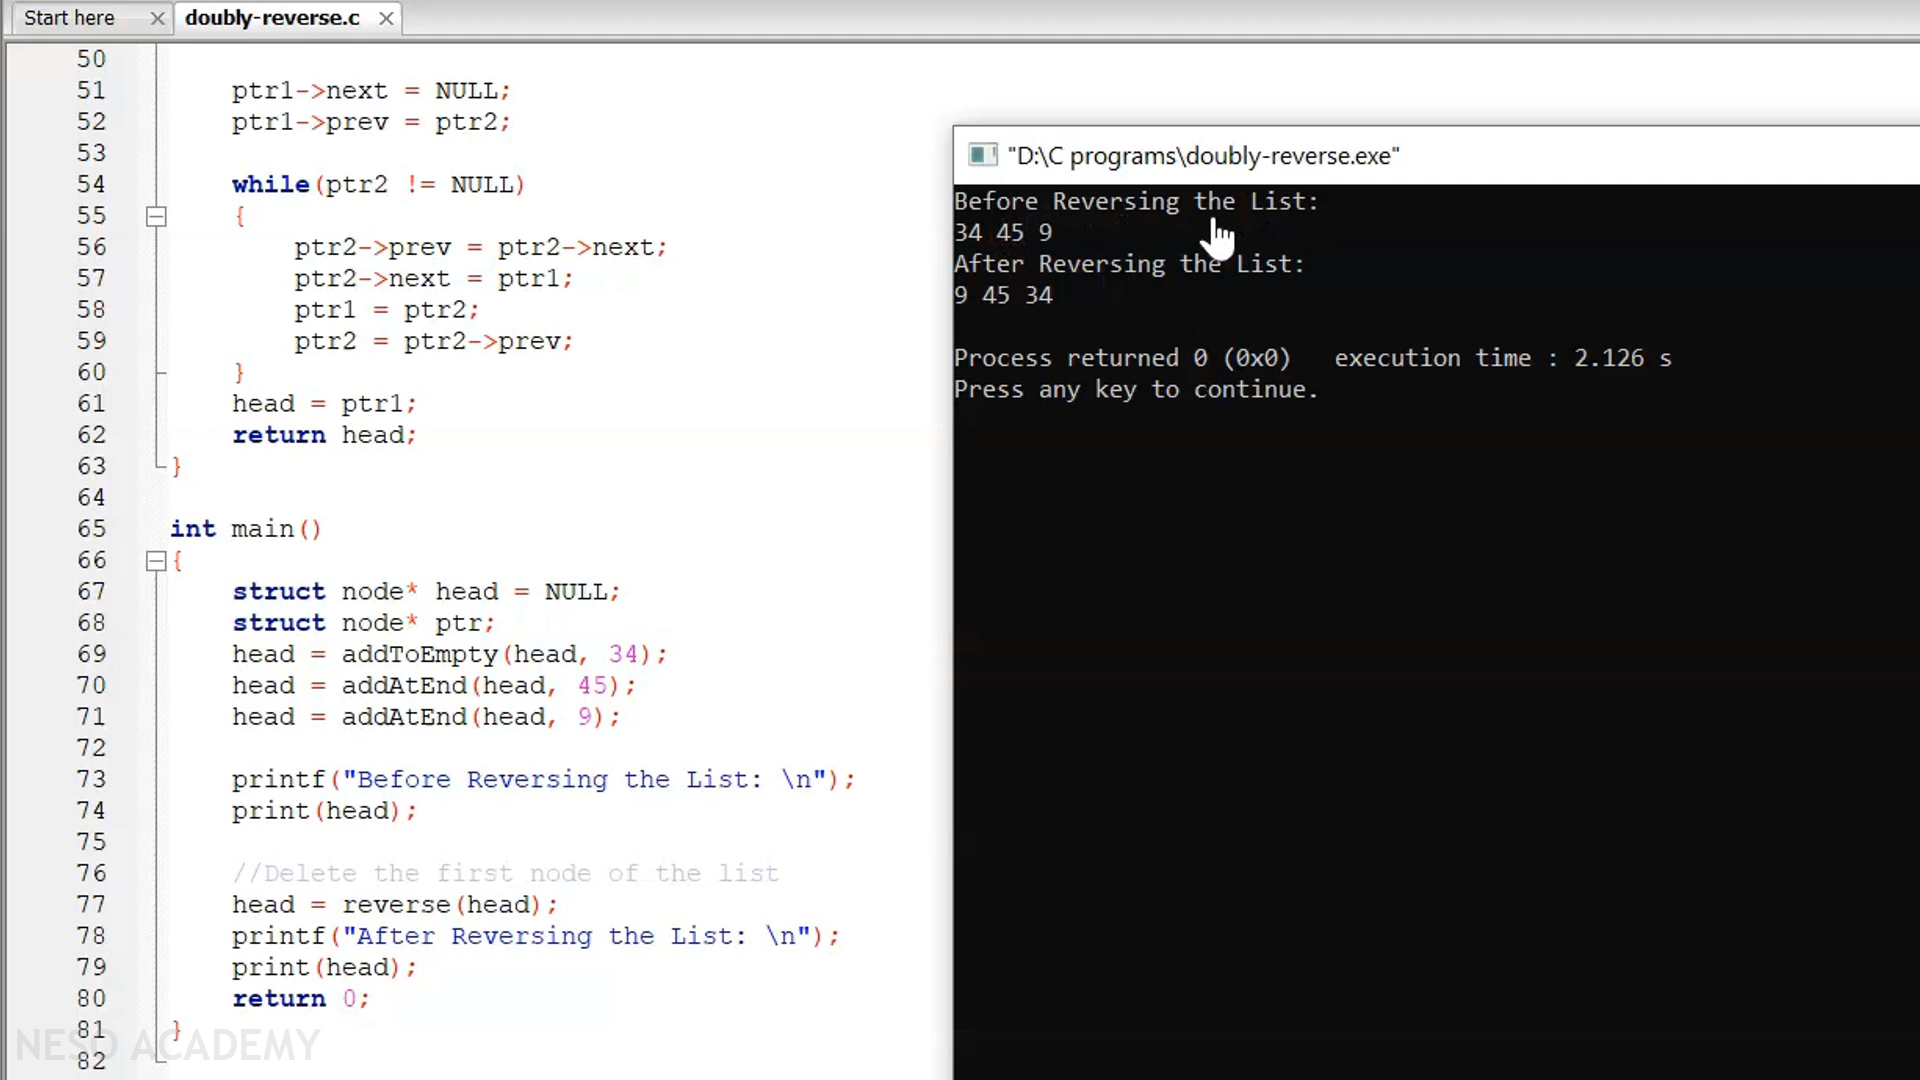 Start here
doubly-reverse.c
50
51 ptr1->next = NULL;
52 ptr1->prev = ptr2;
53
54 while(ptr2 != NULL)
55 {
56 ptr2->prev = ptr2->next;
57 ptr2->next = ptr1;
58 ptr1 = ptr2;
59 ptr2 = ptr2->prev;
60 }
61 head = ptr1;
62 return head;
63 }
64
65 int main()
66 {
67 struct node* head = NULL;
68 struct node* ptr;
69 head = addToEmpty(head, 34);
70 head = addAtEnd(head, 45);
71 head = addAtEnd(head, 9);
72
73 printf("Before Reversing the List: \n");
74 print(head);
75
76 //Delete the first node of the list
77 head = reverse(head);
78 printf("After Reversing the List: \n");
79 print(head);
80 return 0;
81 }
82
"D:\C programs\doubly-reverse.exe"
Before Reversing the List:
34 45 9
After Reversing the List:
9 45 34
Process returned 0 (0x0)   execution time : 2.126 s
Press any key to continue.
NESO ACADEMY